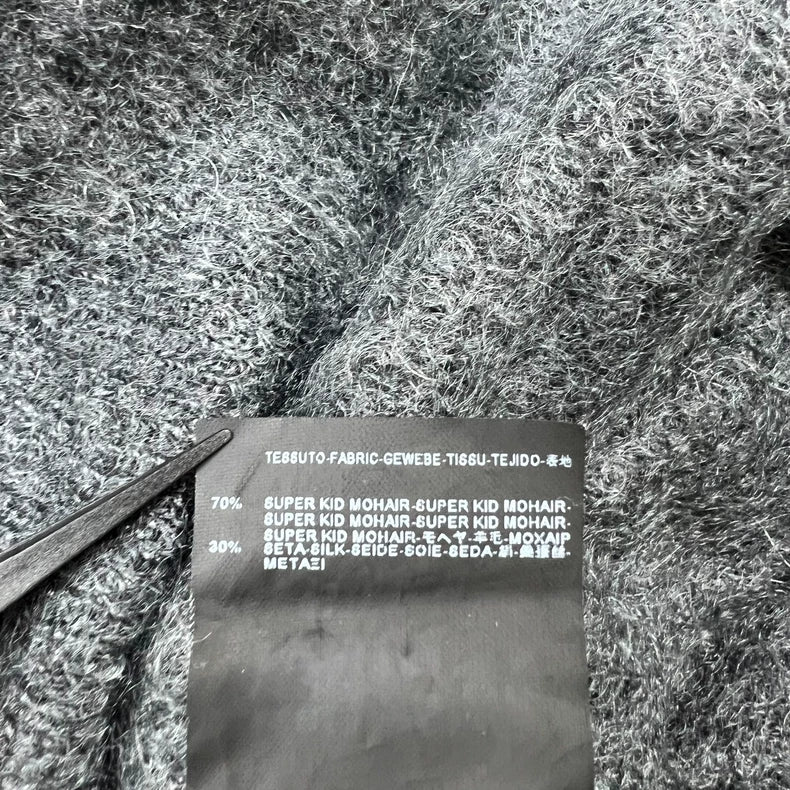 TESSUTO-FABRIC-GEWEBE-TISSU-TEJIDO-表地
70% SUPER KID MOHAIR-SUPER KID MOHAIR-
SUPER KID MOHAIR-SUPER KID MOHAIR-
SUPER KID MOHAIR-モヘヤ-羊毛-MOXAIP
30% SETA-SILK-SEIDE-SOIE-SEDA-絹-
METAΞI